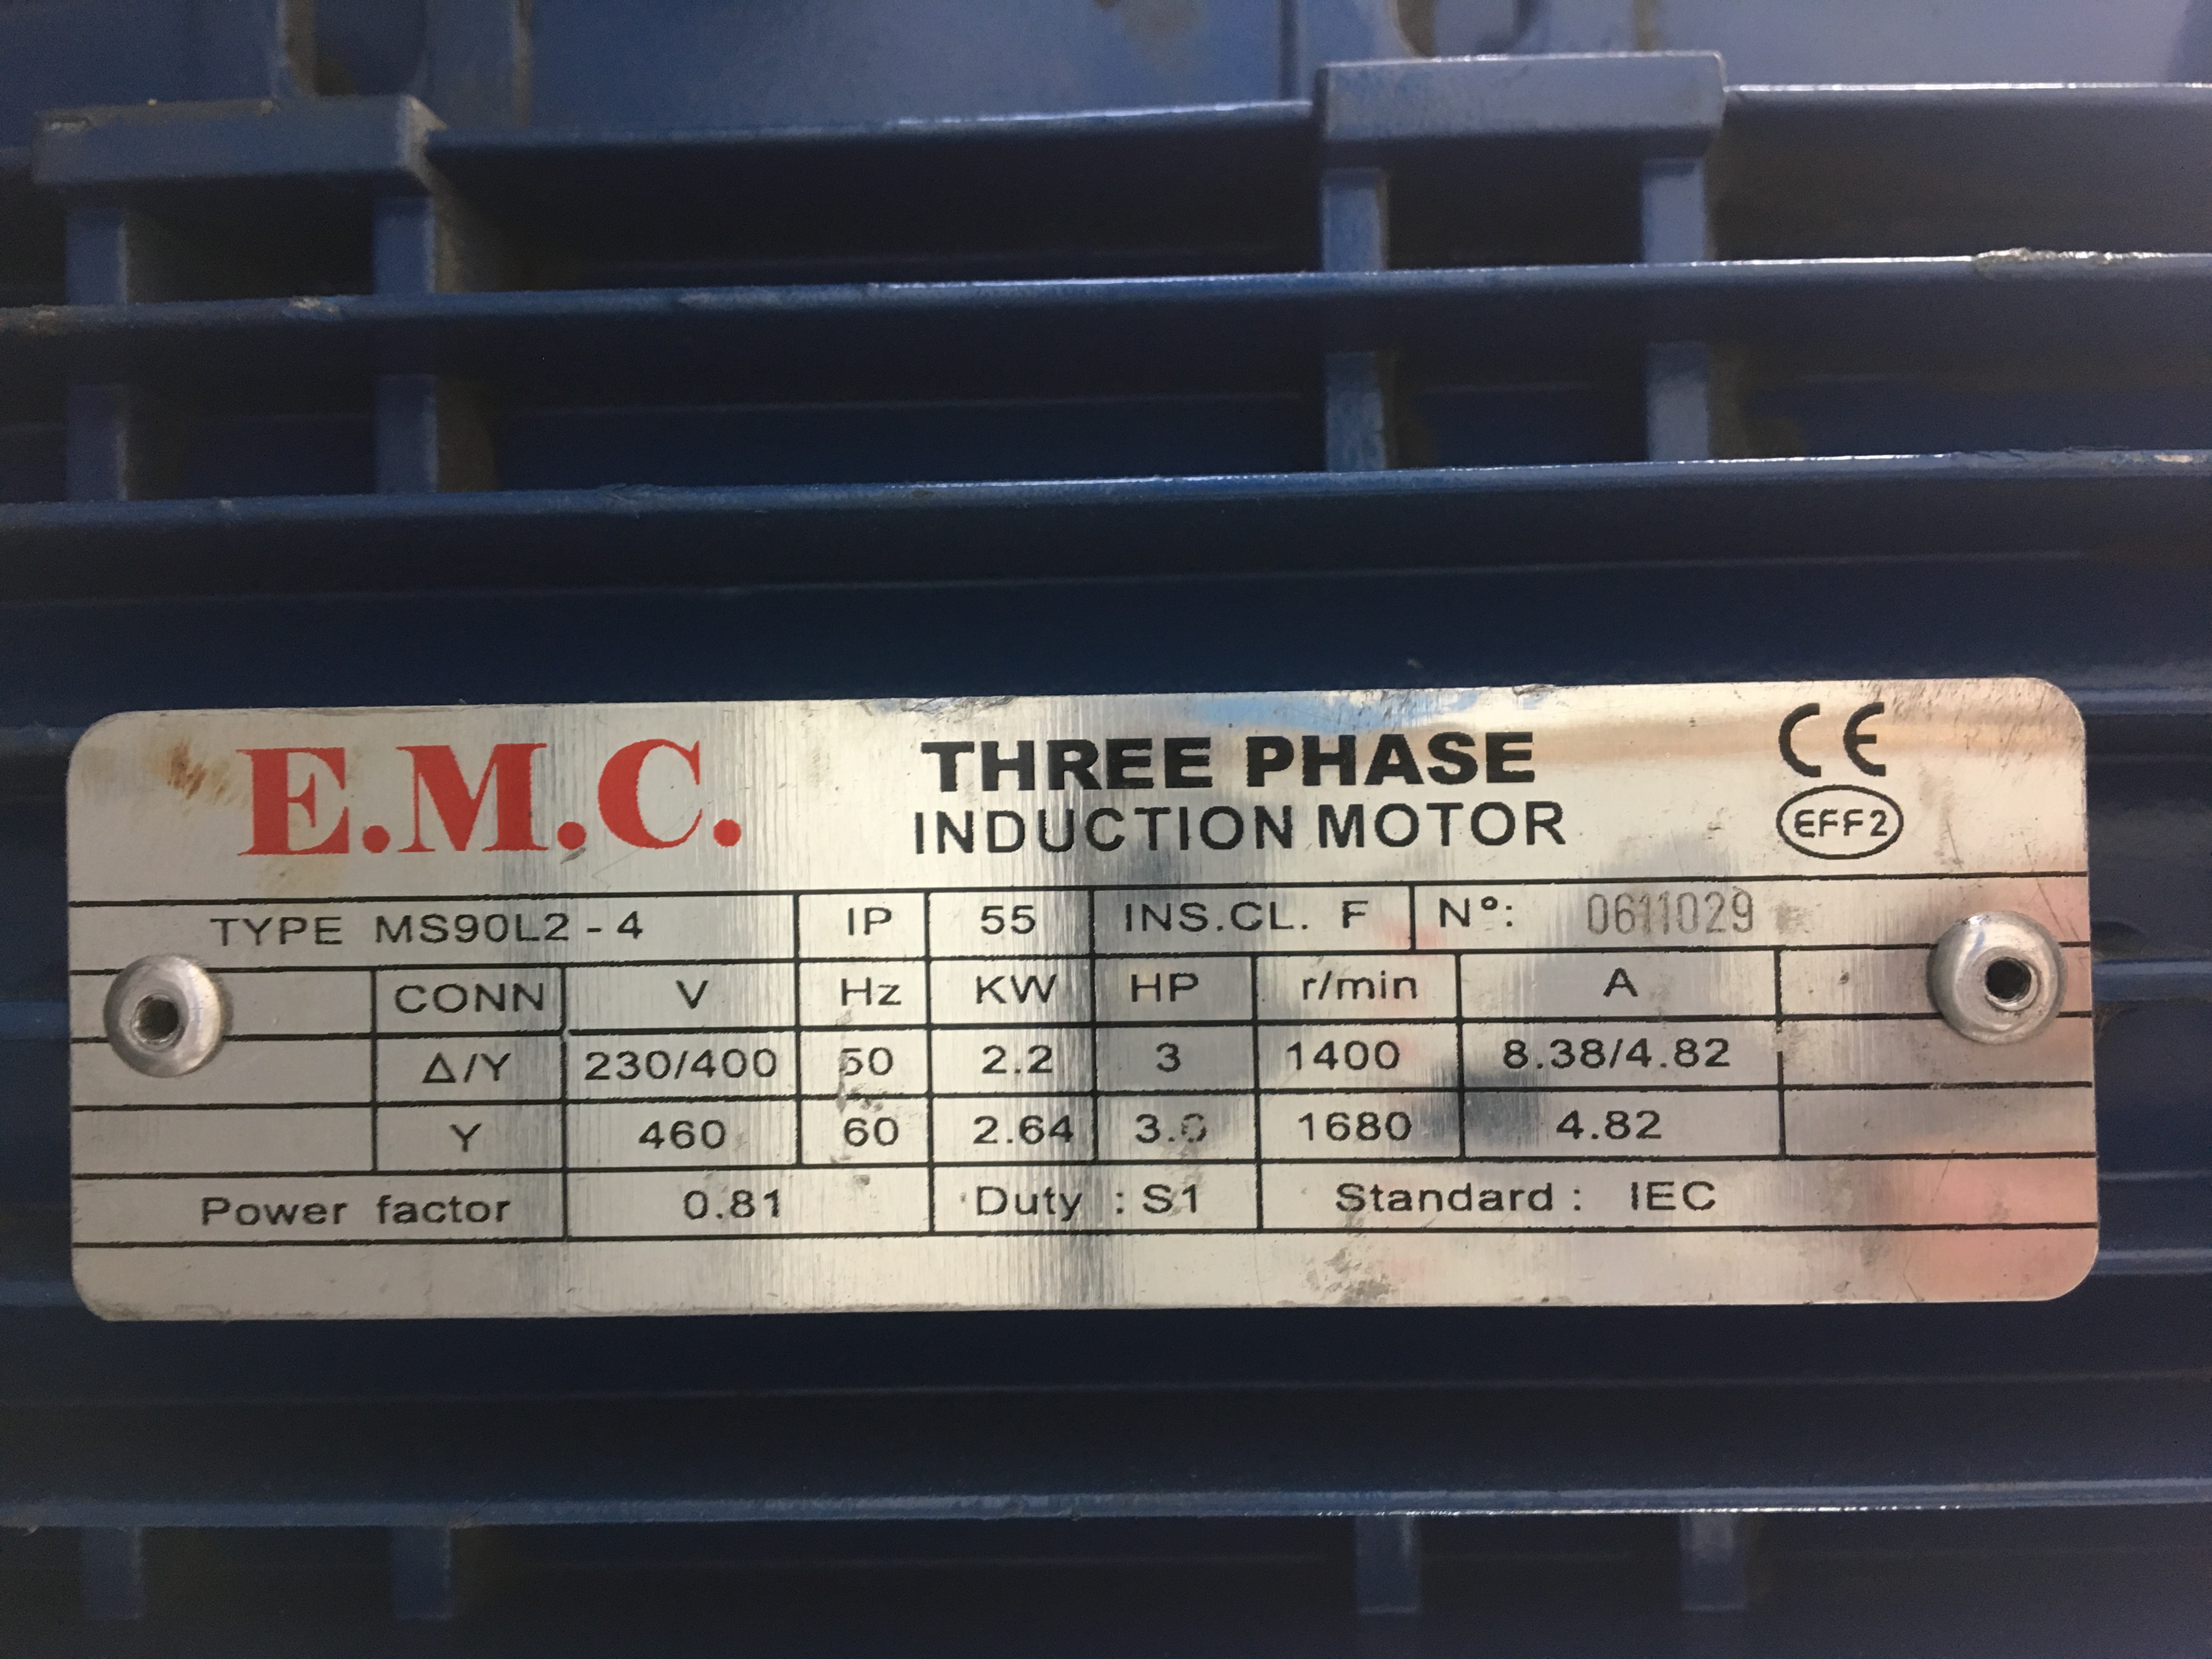 E.M.C.
THREE PHASE
INDUCTION MOTOR
CE
EFF2
TYPE MS90L2-4 IP 55 INS.CL. F Nº: 0611029
CONN V Hz KW HP r/min A
Δ/Y 230/400 50 2.2 3 1400 8.38/4.82
Y 460 60 2.64 1680 4.82
Power factor 0.81 Duty : S1 Standard : IEC